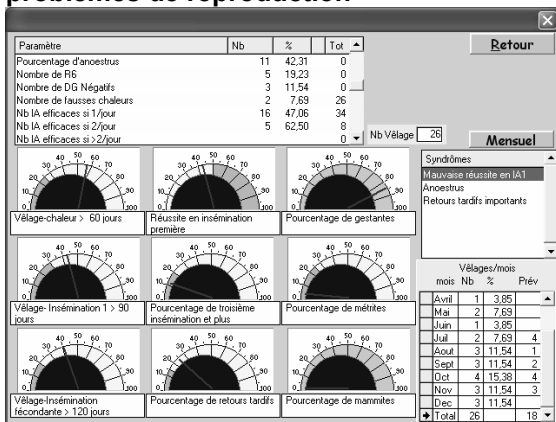 problèmes de reproduction
Retour
Paramètre Nb % Tot
Pourcentage d'anoestrus 11 42,31 0
Nombre de R6 5 19,23 0
Nombre de DG Négatifs 3 11,54 0
Nombre de fausses chaleurs 2 7,69 26
Nb IA efficaces si 1/jour 16 47,06 34
Nb IA efficaces si 2/jour 5 62,50 8
Nb IA efficaces si >2/jour 0
Nb Vêlage 26
Mensuel
Vêlage-chaleur > 60 jours
Réussite en insémination première
Pourcentage de gestantes
Syndrômes
Mauvaise réussite en IA1
Anoestrus
Retours tardifs importants
Vêlage- Insémination 1 > 90 jours
Pourcentage de troisième insémination et plus
Pourcentage de métrites
Vêlage-Insémination fécondante > 120 jours
Pourcentage de retours tardifs
Pourcentage de mammites
Vêlages/mois
mois Nb % Prév
Avril 1 3,85
Mai 2 7,69
Juin 1 3,85
Juil 2 7,69 4
Aout 3 11,54 1
Sept 3 11,54 2
Oct 4 15,38 4
Nov 3 11,54 3
Dec 3 11,54
Total 26 18